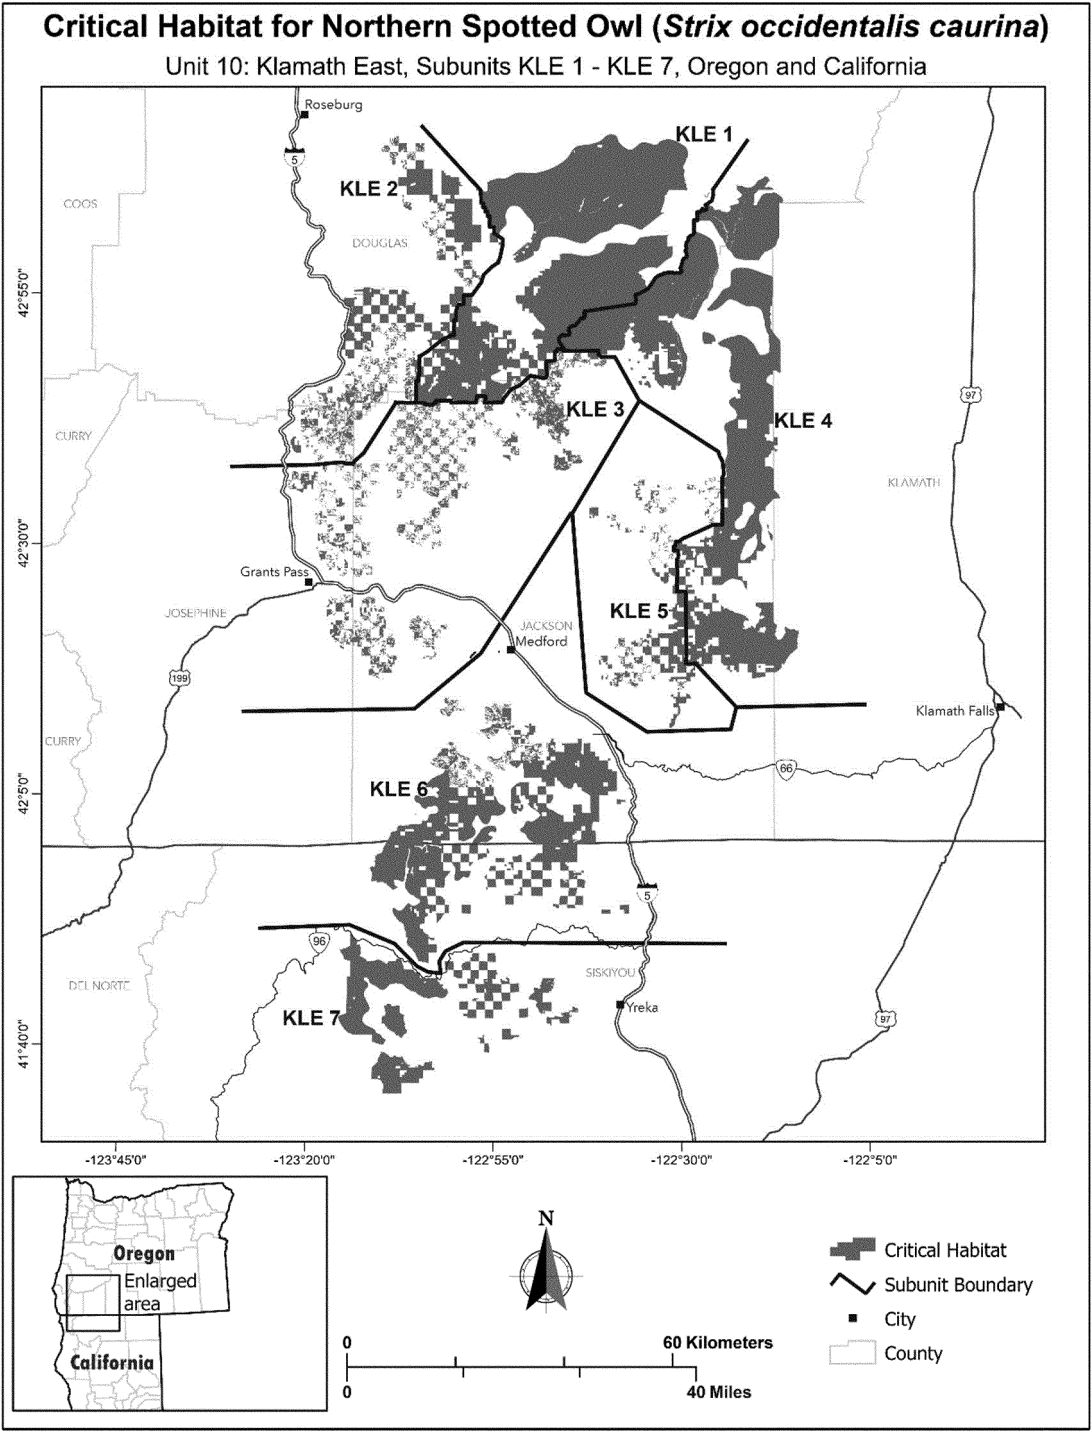 Critical Habitat for Northern Spotted Owl (Strix occidentalis caurina)
Unit 10: Klamath East, Subunits KLE 1 - KLE 7, Oregon and California
Roseburg
KLE 1
5
KLE 2
COOS
DOUGLAS
42°55'0"
97
KLE 3
KLE 4
CURRY
KLAMATH
42°30'0"
Grants Pass
JOSEPHINE
KLE 5
JACKSON
Medford
199
Klamath Falls
CURRY
66
42°5'0"
KLE 6
5
96
SISKIYOU
DEL NORTE
Yreka
KLE 7
97
41°40'0"
-123°45'0"
-123°20'0"
-122°55'0"
-122°30'0"
-122°5'0"
Oregon
Enlarged
area
California
N
0
60 Kilometers
0
40 Miles
Critical Habitat
Subunit Boundary
City
County